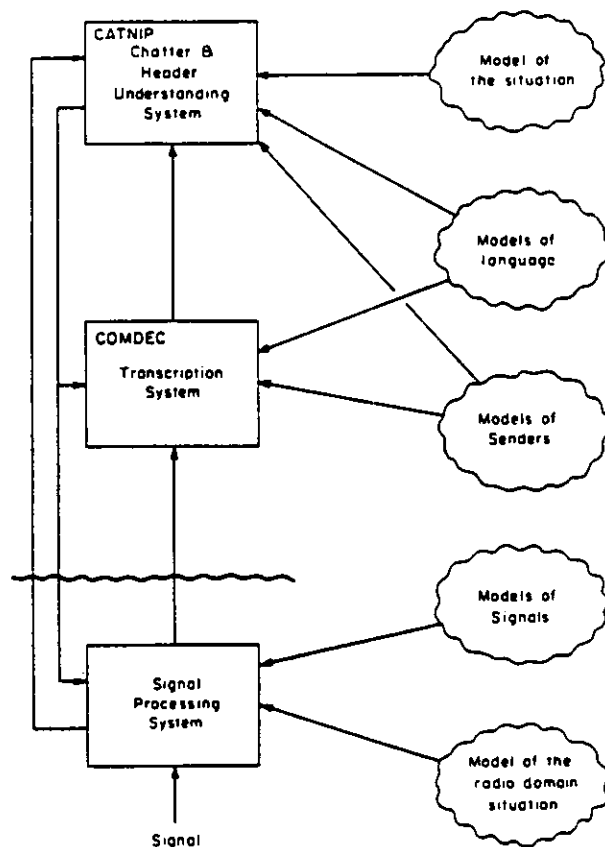 CATNIP
Chatter &
Header
Understanding
System
Model of
the situation
Models of
language
COMDEC
Transcription
System
Models of
Senders
Models of
Signals
Signal
Processing
System
Model of the
radio domain
situation
Signal